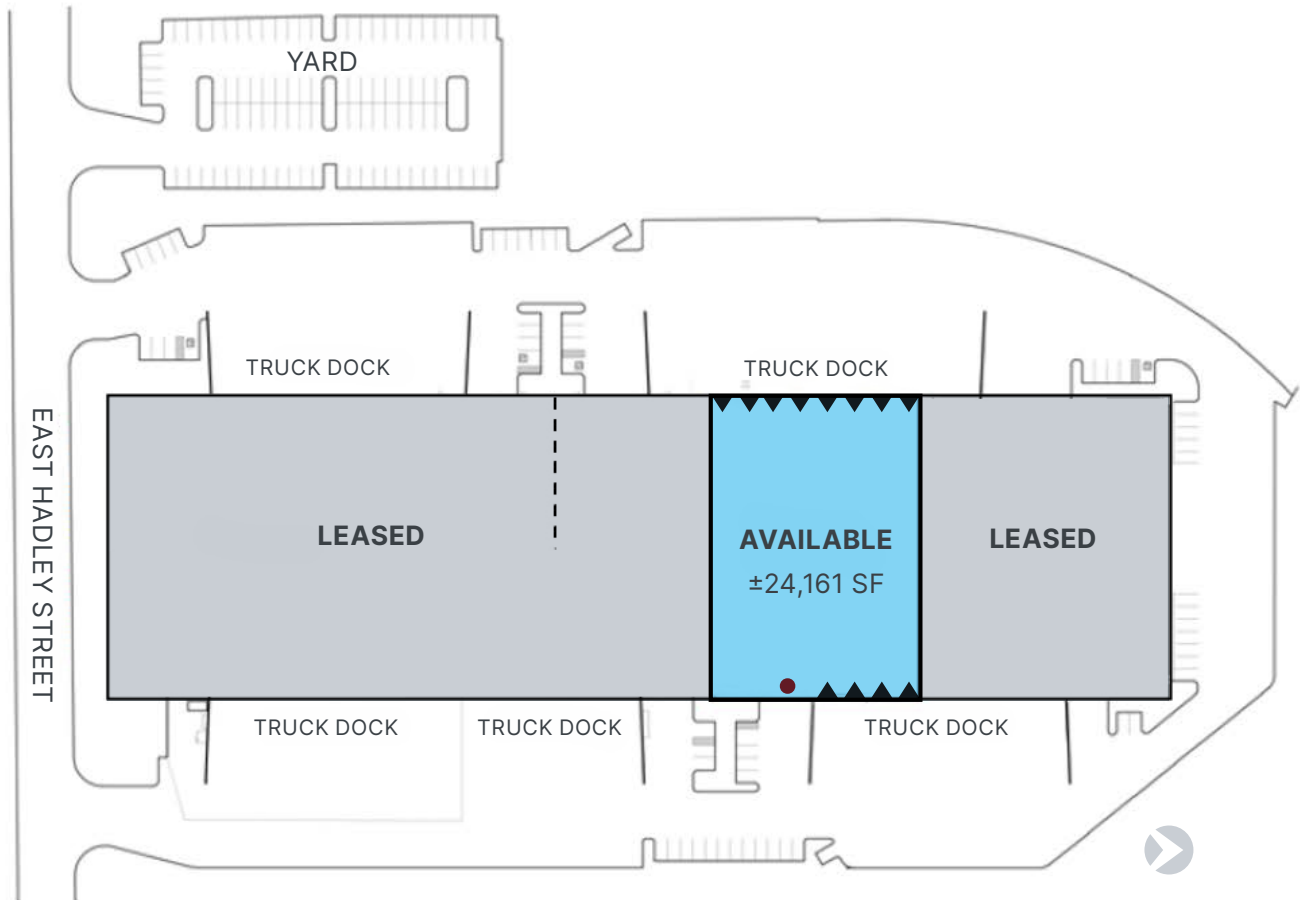 YARD
TRUCK DOCK
TRUCK DOCK
EAST HADLEY STREET
LEASED
AVAILABLE
±24,161 SF
LEASED
TRUCK DOCK
TRUCK DOCK
TRUCK DOCK